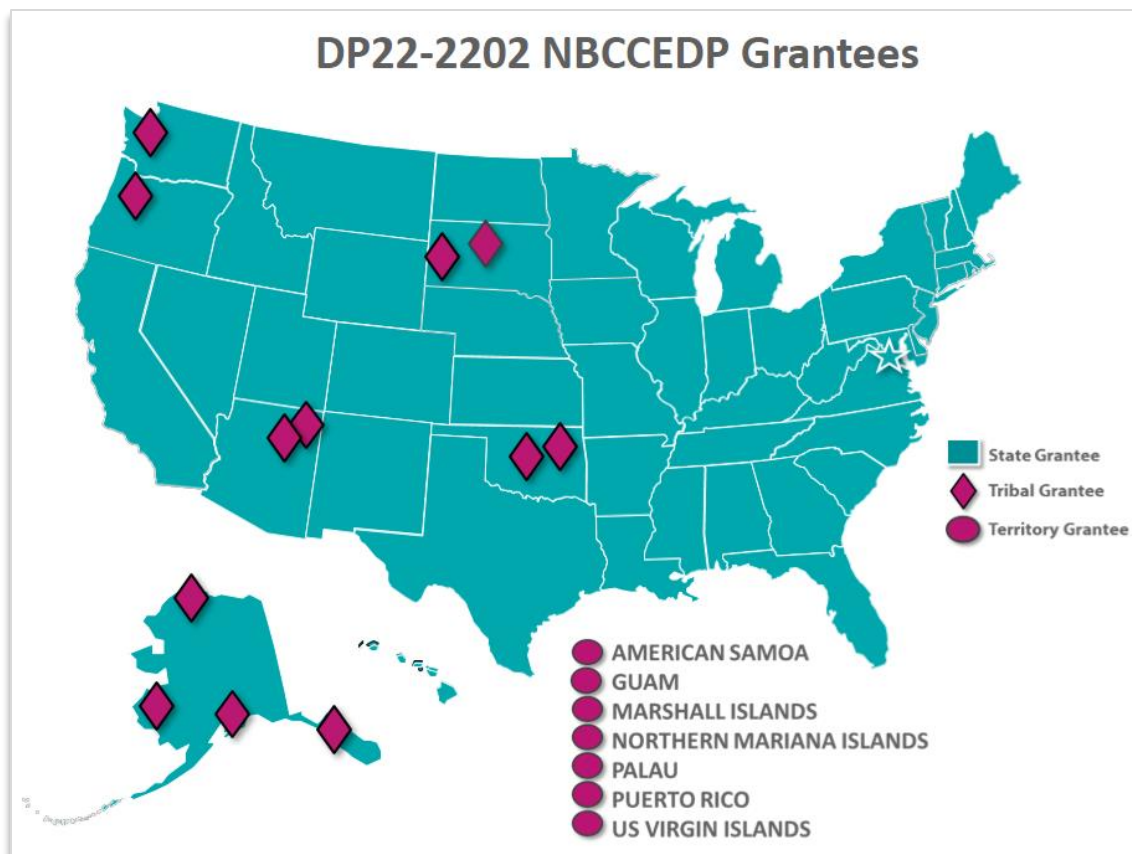 DP22-2202 NBCCEDP Grantees
State Grantee
Tribal Grantee
Territory Grantee
AMERICAN SAMOA
GUAM
MARSHALL ISLANDS
NORTHERN MARIANA ISLANDS
PALAU
PUERTO RICO
US VIRGIN ISLANDS